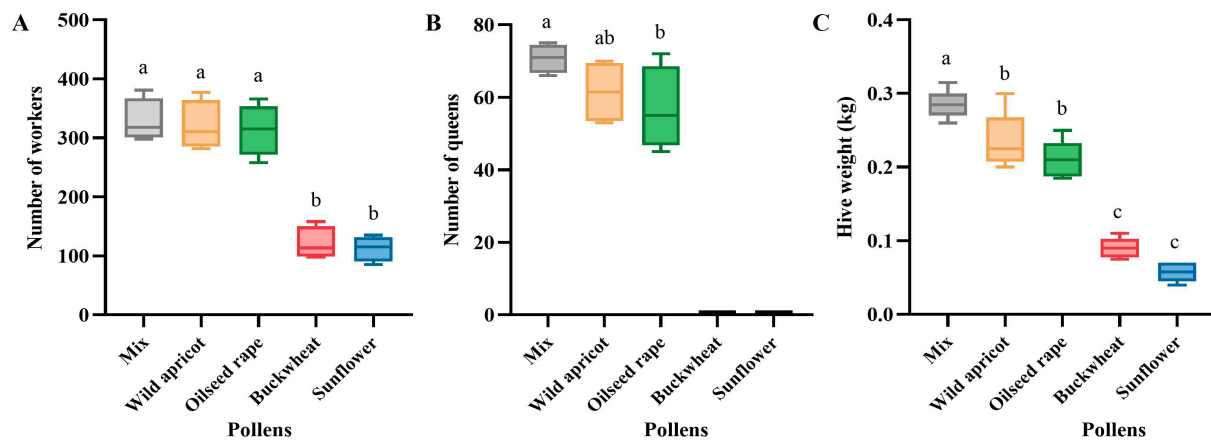 A
Number of workers
500
400
300
200
100
0
a
a
a
b
b
Mix
Wild apricot
Oilseed rape
Buckwheat
Sunflower
Pollens
B
Number of queens
80
60
40
20
0
a
ab
b
Mix
Wild apricot
Oilseed rape
Buckwheat
Sunflower
Pollens
C
Hive weight (kg)
0.4
0.3
0.2
0.1
0.0
a
b
b
c
c
Mix
Wild apricot
Oilseed rape
Buckwheat
Sunflower
Pollens